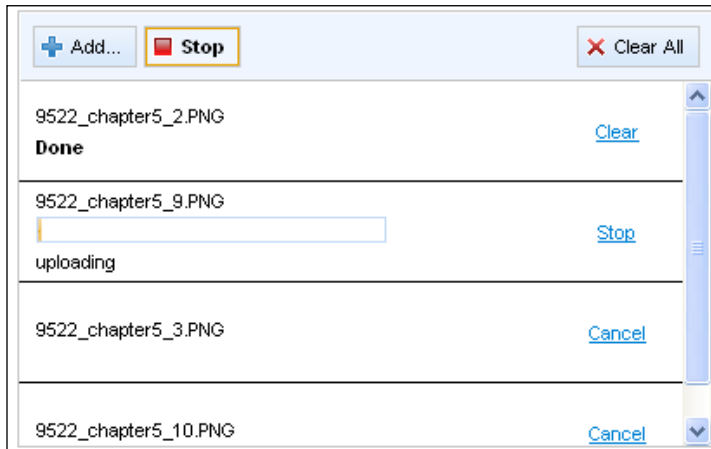 Add... Stop Clear All
9522_chapter5_2.PNG
Done
Clear
9522_chapter5_9.PNG
uploading
Stop
9522_chapter5_3.PNG
Cancel
9522_chapter5_10.PNG
Cancel